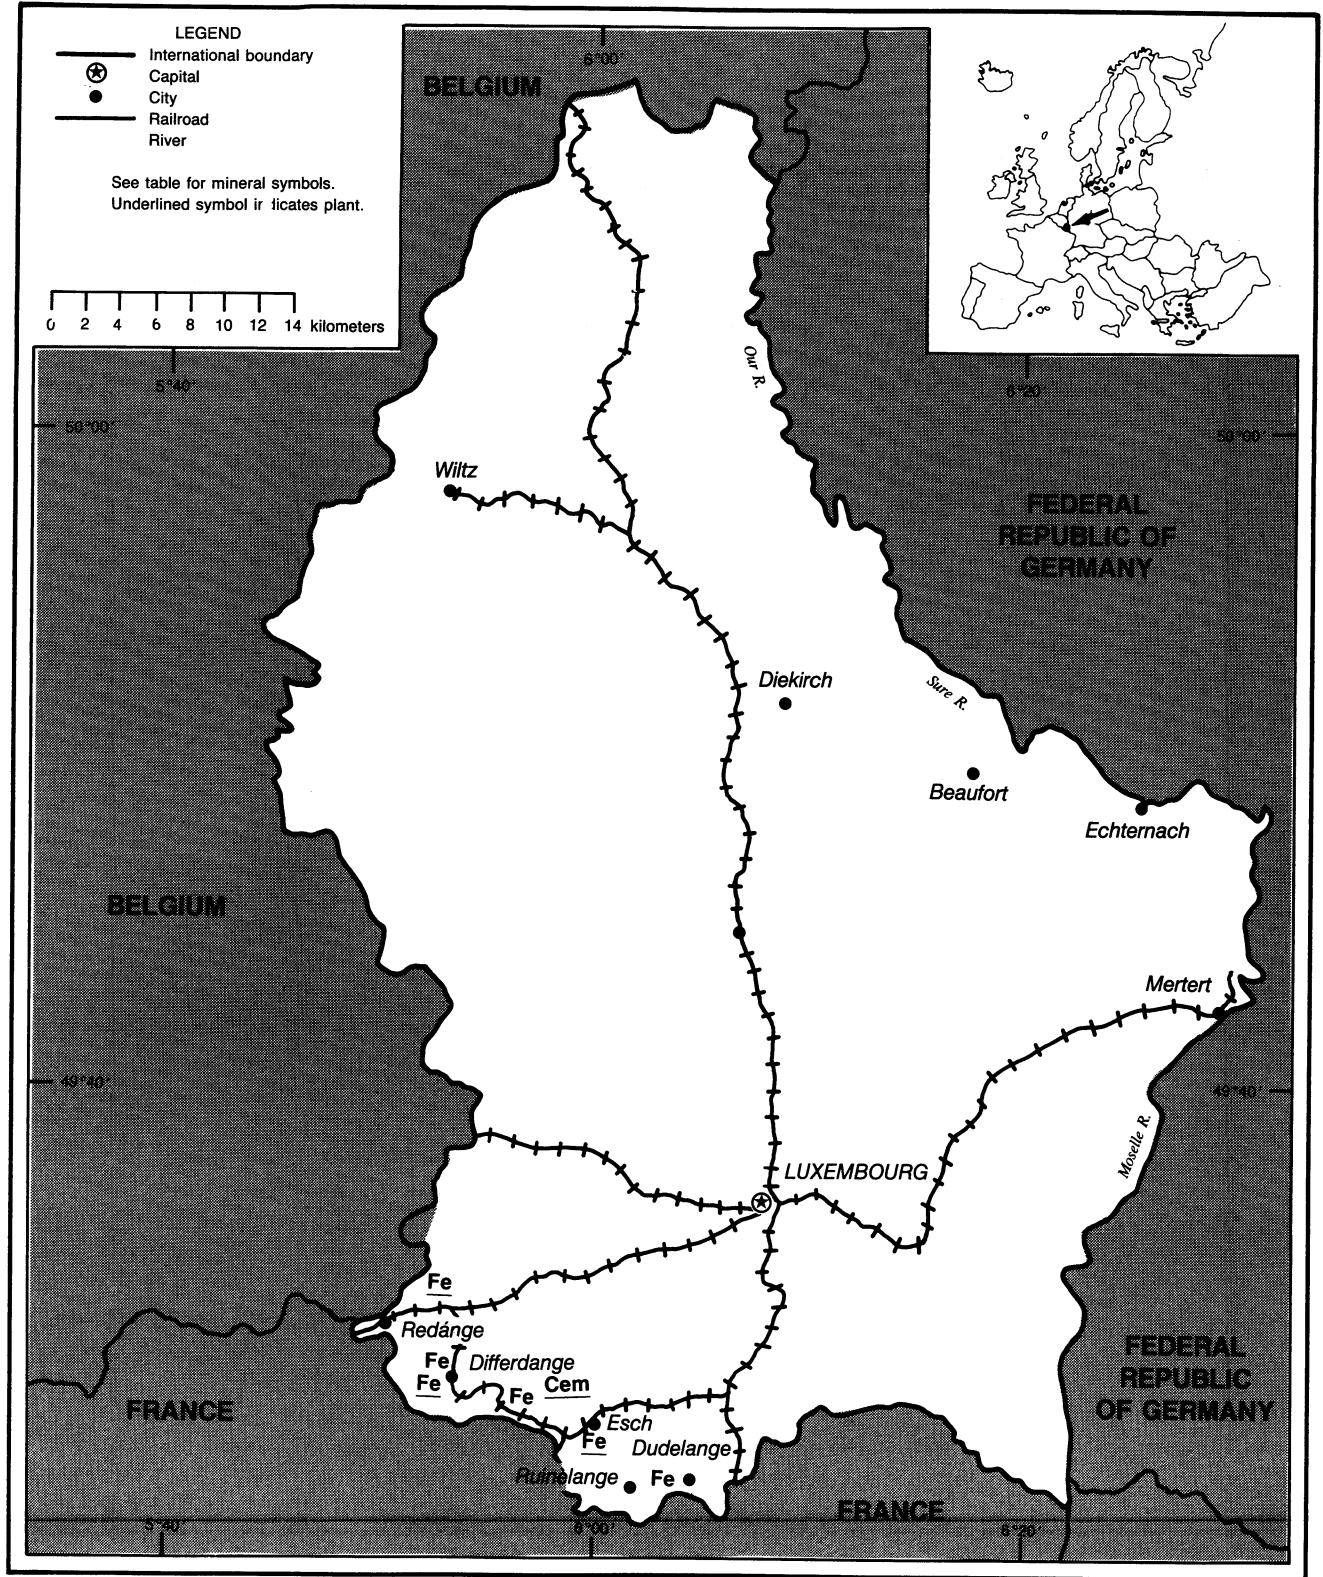 LEGEND
International boundary
Capital
City
Railroad
River
See table for mineral symbols.
Underlined symbol ir ticates plant.
0 2 4 6 8 10 12 14 kilometers
BELGIUM
6°00'
5°40'
6°20'
50°00'
50°00'
Our R.
Wiltz
FEDERAL
REPUBLIC OF
GERMANY
Diekirch
Sure R.
Beaufort
Echternach
BELGIUM
Mertert
49°40'
49°40'
Moselle R.
LUXEMBOURG
Fe
Redánge
Fe
Differdange
Fe
Fe
Cem
FEDERAL
REPUBLIC
OF GERMANY
FRANCE
Esch
Fe
Dudelange
Ruinelange
Fe
FRANCE
5°40'
6°00'
6°20'